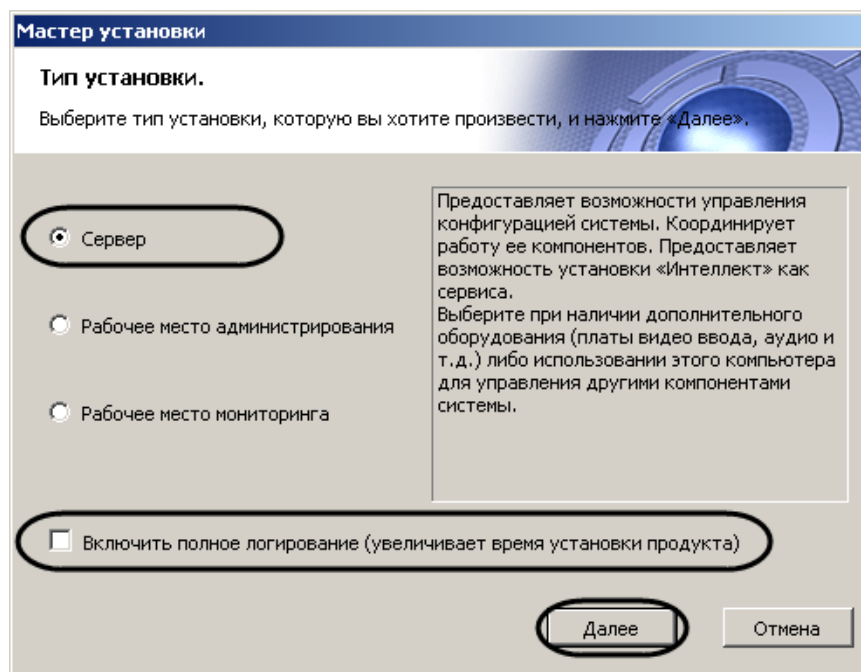 Мастер установки
Тип установки.
Выберите тип установки, которую вы хотите произвести, и нажмите «Далее».
Сервер
Рабочее место администрирования
Рабочее место мониторинга
Предоставляет возможности управления
конфигурацией системы. Координирует
работу ее компонентов. Предоставляет
возможность установки «Интеллект» как
сервиса.
Выберите при наличии дополнительного
оборудования (платы видео ввода, аудио и
т.д.) либо использовании этого компьютера
для управления другими компонентами
системы.
Включить полное логирование (увеличивает время установки продукта)
Далее
Отмена